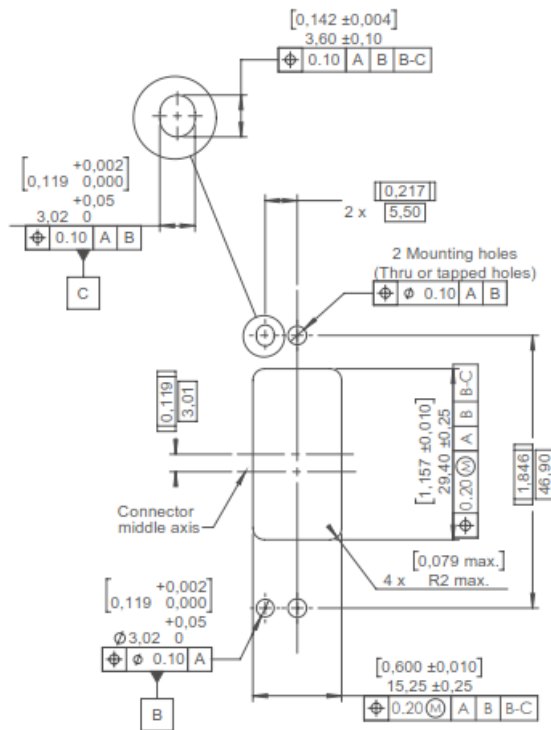 [0,142 ±0,004]
3,60 ±0,10
⌖ 0.10 A B B-C
+0,002
[0,119 0,000]
+0,05
3,02 0
⌖ 0.10 A B
C
[0,217]
2 x 5,50
2 Mounting holes
(Thru or tapped holes)
⌖ ⌀ 0.10 A B
[0,119]
3,01
[1,157 ±0,010]
29,40 ±0,25
⌖ 0.20 Ⓜ A B B-C
[1,846]
46,90
Connector
middle axis
[0,079 max.]
4 x R2 max.
+0,002
[0,119 0,000]
+0,05
⌀3,02 0
⌖ ⌀ 0.10 A
B
[0,600 ±0,010]
15,25 ±0,25
⌖ 0.20 Ⓜ A B B-C